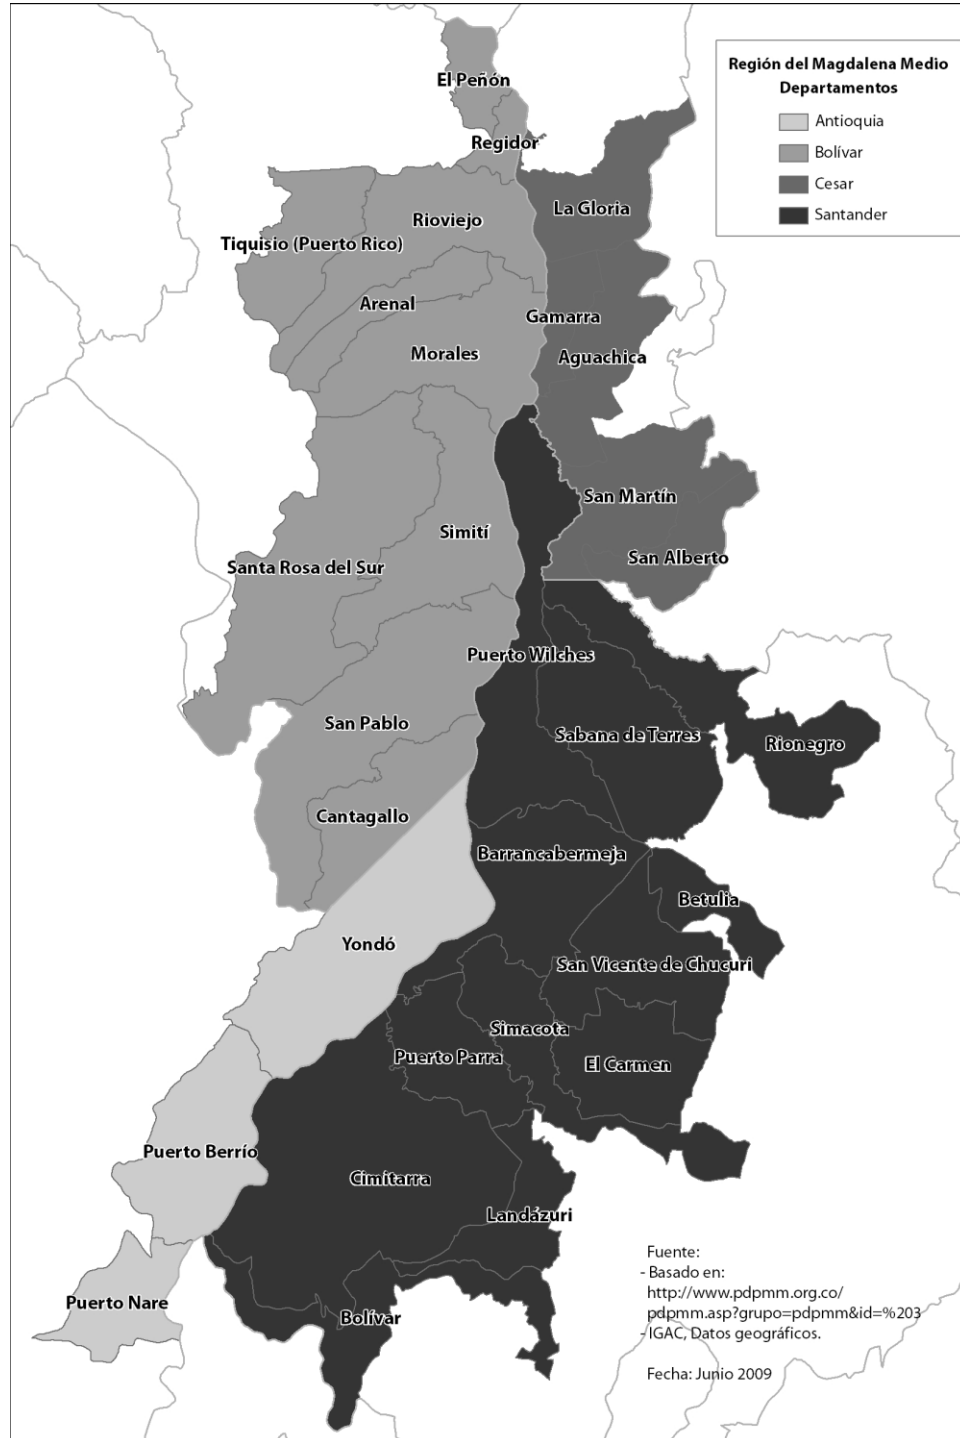 Región del Magdalena Medio
Departamentos
Antioquia
Bolívar
Cesar
Santander
El Peñón
Regidor
La Gloria
Rioviejo
Tiquisio (Puerto Rico)
Arenal
Gamarra
Morales
Aguachica
San Martín
Simití
San Alberto
Santa Rosa del Sur
Puerto Wilches
San Pablo
Sabana de Terres
Rionegro
Cantagallo
Barrancabermeja
Betulia
Yondó
San Vicente de Chucuri
Simacota
Puerto Parra
El Carmen
Puerto Berrío
Cimitarra
Landázuri
Puerto Nare
Bolívar
Fuente:
- Basado en:
http://www.pdpmm.org.co/
pdpmm.asp?grupo=pdpmm&id=%203
- IGAC, Datos geográficos.
Fecha: Junio 2009